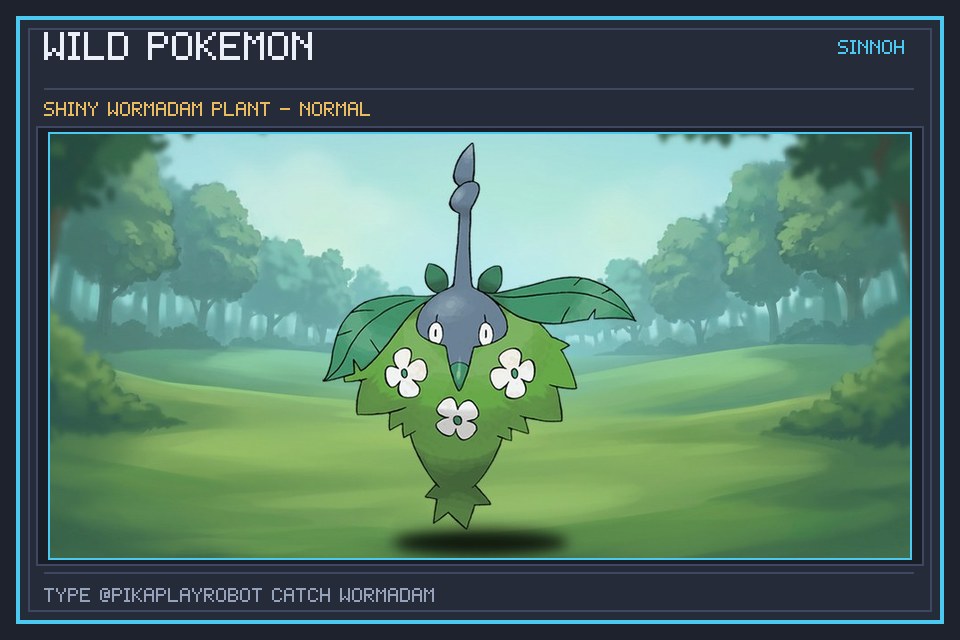 WILD POKEMON
SINNOH
SHINY WORMADAM PLANT - NORMAL
TYPE @PIKAPLAYROBOT CATCH WORMADAM